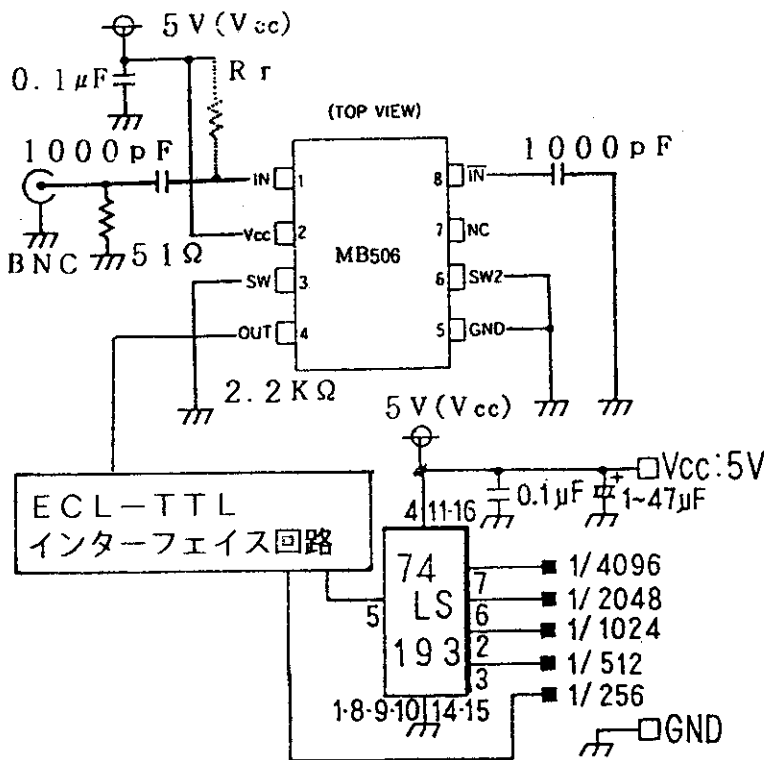 5V(Vcc)
0.1μF
Rr
(TOP VIEW)
1000pF
1000pF
IN
1
8
IN
Vcc
2
7
NC
BNC
51Ω
MB506
SW
3
6
SW2
OUT
4
5
GND
2.2KΩ
5V(Vcc)
Vcc:5V
0.1μF
+
1~47μF
ECL-TTL
インターフェイス回路
4
11·16
74
LS
193
5
7
1/4096
6
1/2048
1/1024
2
1/512
3
1/256
1·8·9·10
14·15
GND